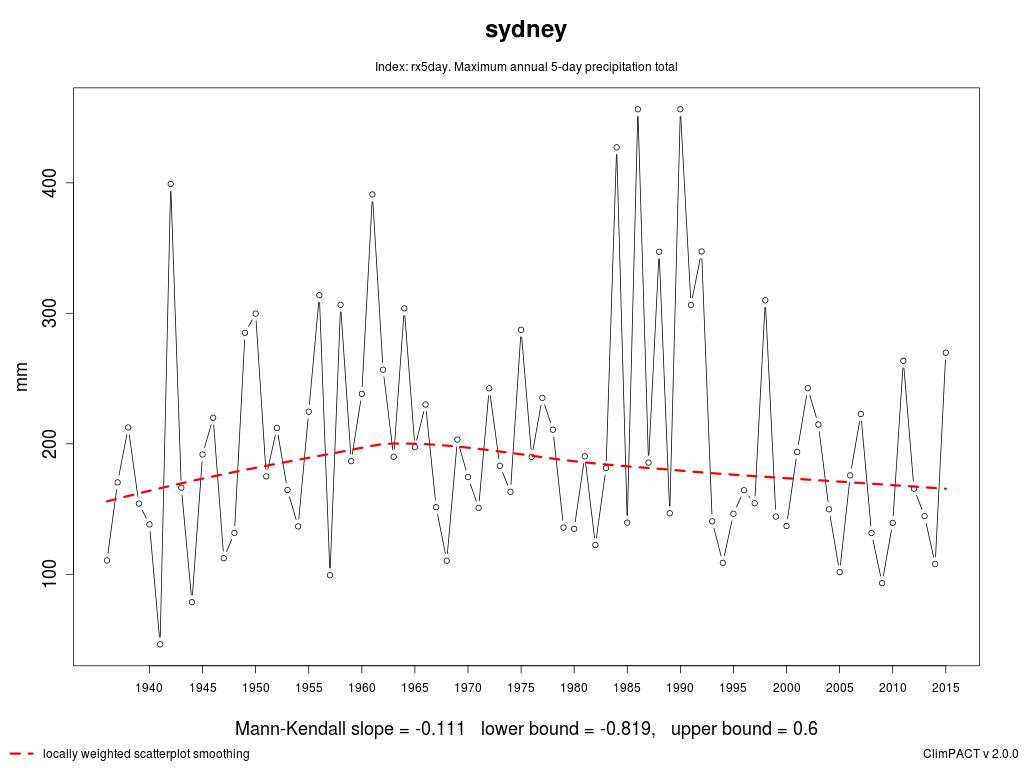 sydney
Index: rx5day. Maximum annual 5-day precipitation total
400
300
200
100
mm
1940 1945 1950 1955 1960 1965 1970 1975 1980 1985 1990 1995 2000 2005 2010 2015
Mann-Kendall slope = -0.111 lower bound = -0.819, upper bound = 0.6
locally weighted scatterplot smoothing
ClimPACT v 2.0.0